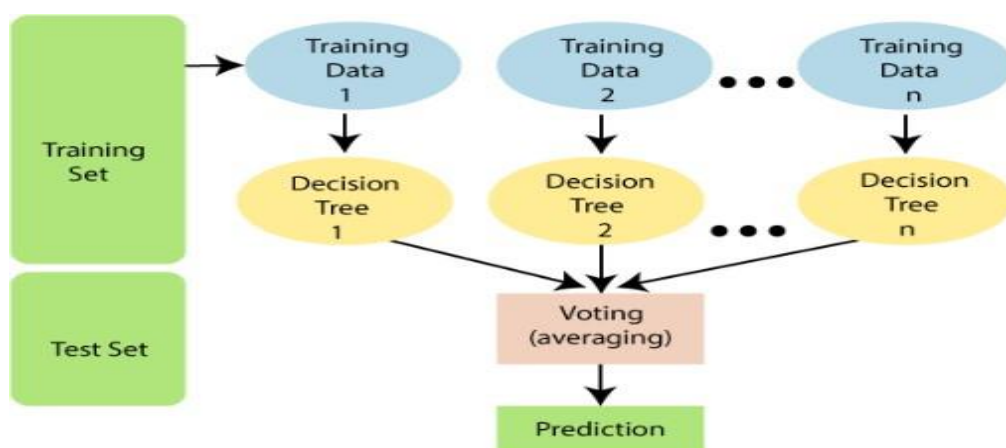 Training
Set
Test Set
Training
Data
1
Training
Data
2
Training
Data
n
Decision
Tree
1
Decision
Tree
2
Decision
Tree
n
Voting
(averaging)
Prediction